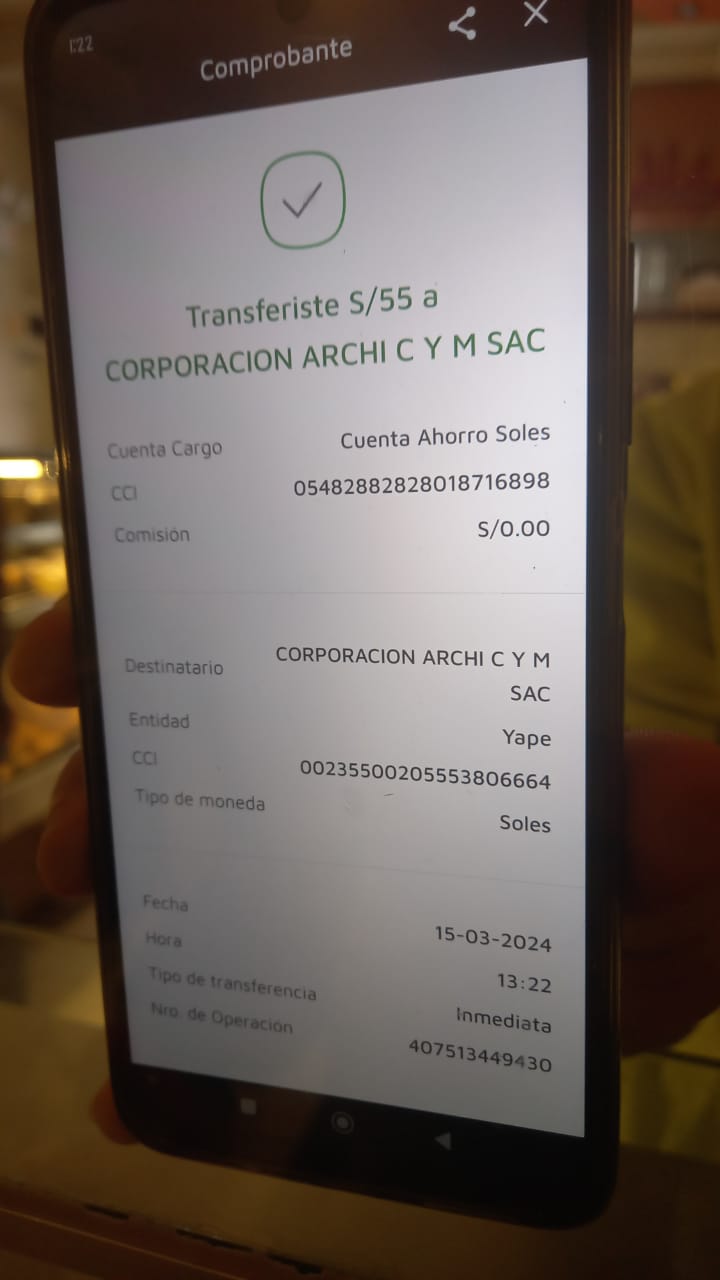 1:22
Comprobante
Transferiste S/55 a
CORPORACION ARCHI C Y M SAC
Cuenta Cargo Cuenta Ahorro Soles
CCI 05482882828018716898
Comisión S/0.00
Destinatario CORPORACION ARCHI C Y M
SAC
Entidad Yape
CCI 00235500205553806664
Tipo de moneda Soles
Fecha 15-03-2024
Hora 13:22
Tipo de transferencia Inmediata
Nro. de Operación 407513449430